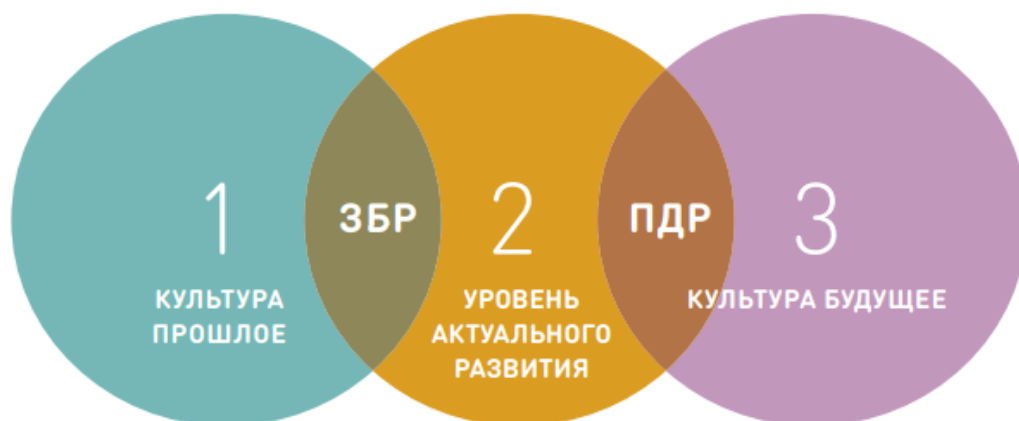 1
КУЛЬТУРА
ПРОШЛОЕ
ЗБР
2
УРОВЕНЬ
АКТУАЛЬНОГО
РАЗВИТИЯ
ПДР
3
КУЛЬТУРА БУДУЩЕЕ